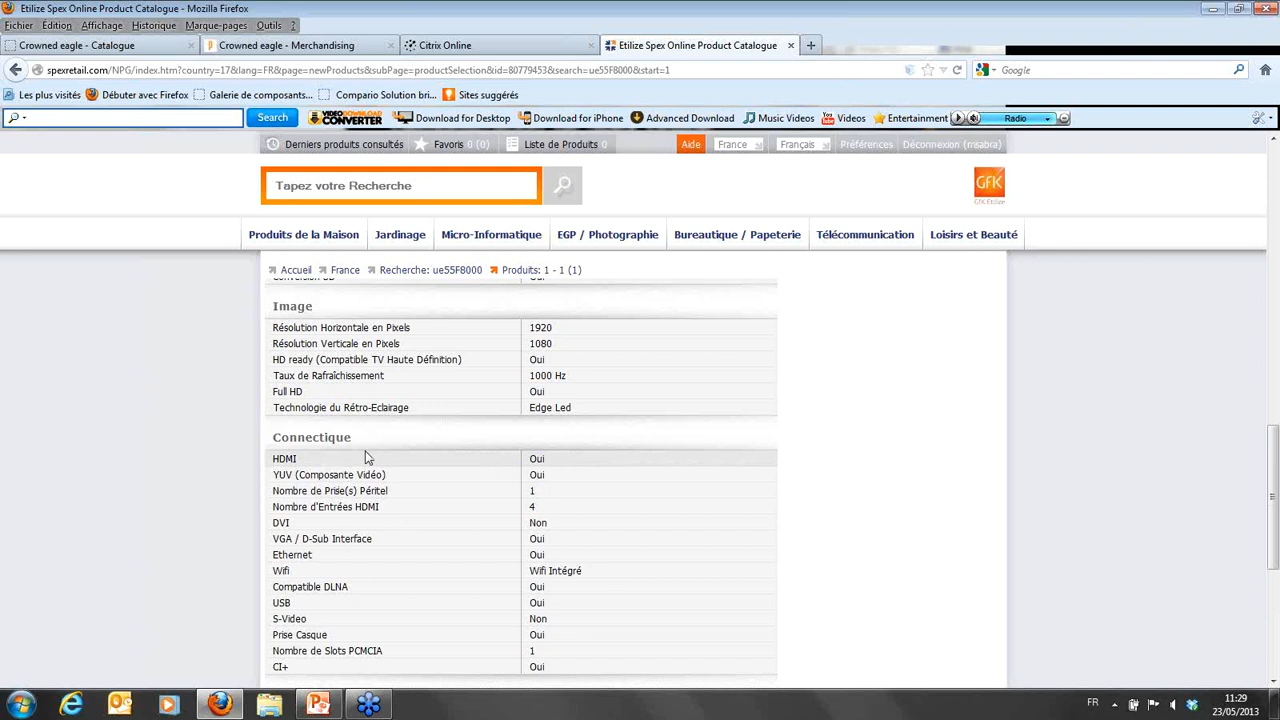 Etilize Spex Online Product Catalogue - Mozilla Firefox
Fichier Édition Affichage Historique Marque-pages Outils ?
Crowned eagle - Catalogue × Crowned eagle - Merchandising × Citrix Online × Etilize Spex Online Product Catalogue × +
spexretail.com/NPG/index.htm?country=17&lang=FR&page=newProducts&subPage=productSelection&id=80779453&search=ue55F8000&start=1 Google
Les plus visités Débuter avec Firefox Galerie de composants... Compario Solution bri... Sites suggérés
Search VIDEO DOWNLOAD CONVERTER Download for Desktop Download for iPhone Advanced Download Music Videos Videos Entertainment Radio
Derniers produits consultés Favoris 0 (0) Liste de Produits 0 Aide France Français Préférences Déconnexion (msabra)
Tapez votre Recherche GfK
GfK Etilize
Produits de la Maison Jardinage Micro-Informatique EGP / Photographie Bureautique / Papeterie Télécommunication Loisirs et Beauté
Accueil France Recherche: ue55F8000 Produits: 1 - 1 (1)
Image
Résolution Horizontale en Pixels 1920
Résolution Verticale en Pixels 1080
HD ready (Compatible TV Haute Définition) Oui
Taux de Rafraîchissement 1000 Hz
Full HD Oui
Technologie du Rétro-Eclairage Edge Led
Connectique
HDMI Oui
YUV (Composante Vidéo) Oui
Nombre de Prise(s) Péritel 1
Nombre d'Entrées HDMI 4
DVI Non
VGA / D-Sub Interface Oui
Ethernet Oui
Wifi Wifi Intégré
Compatible DLNA Oui
USB Oui
S-Video Non
Prise Casque Oui
Nombre de Slots PCMCIA 1
CI+ Oui
FR 11:29
23/05/2013